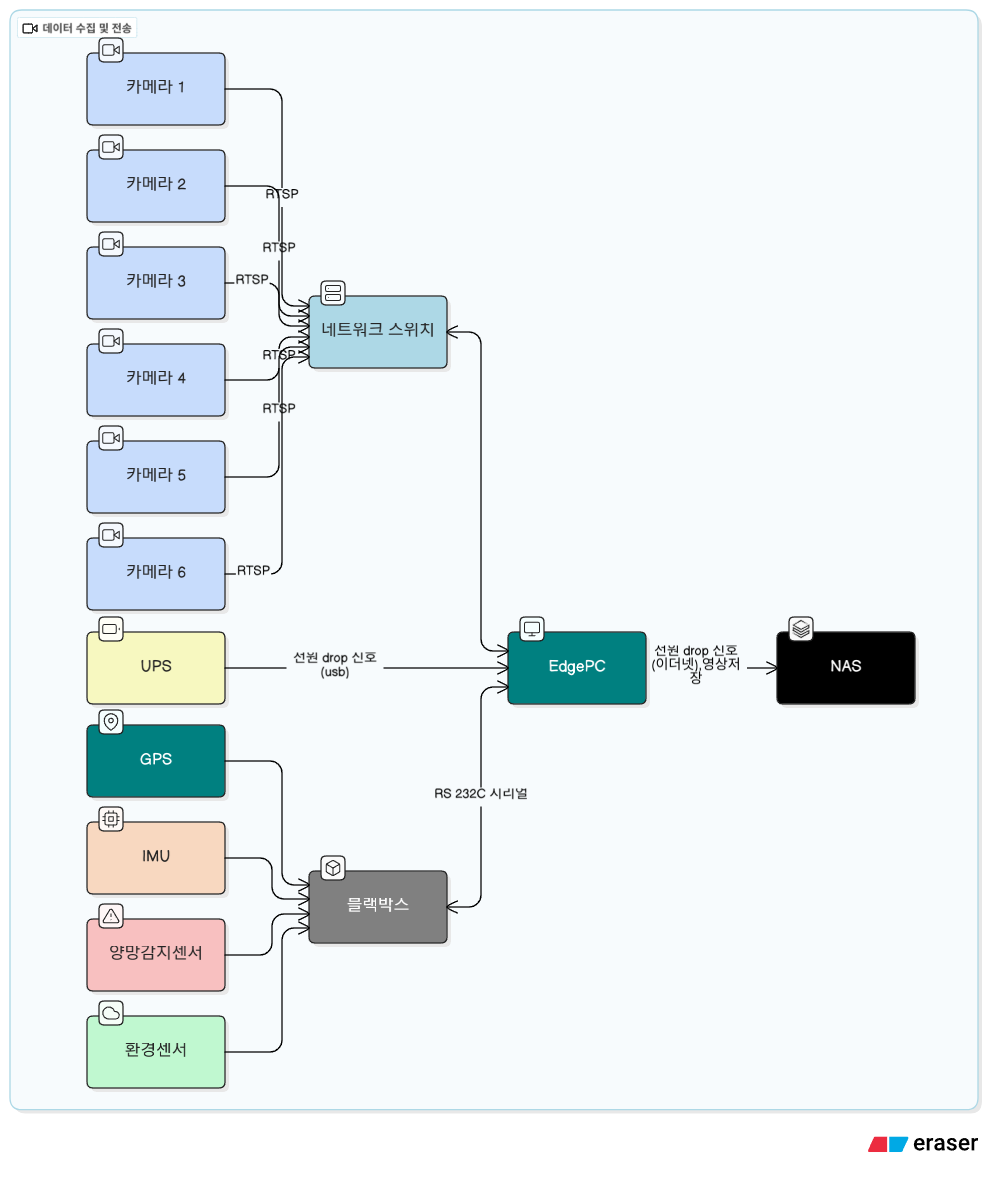 데이터 수집 및 전송
카메라 1
카메라 2
RTSP
RTSP
카메라 3
RTSP
네트워크 스위치
RTSP
카메라 4
RTSP
카메라 5
카메라 6
RTSP
UPS
선원 drop 신호
(usb)
EdgePC
선원 drop 신호
(이더넷),영상저
장
NAS
GPS
RS 232C 시리얼
IMU
블랙박스
양망감지센서
환경센서
eraser